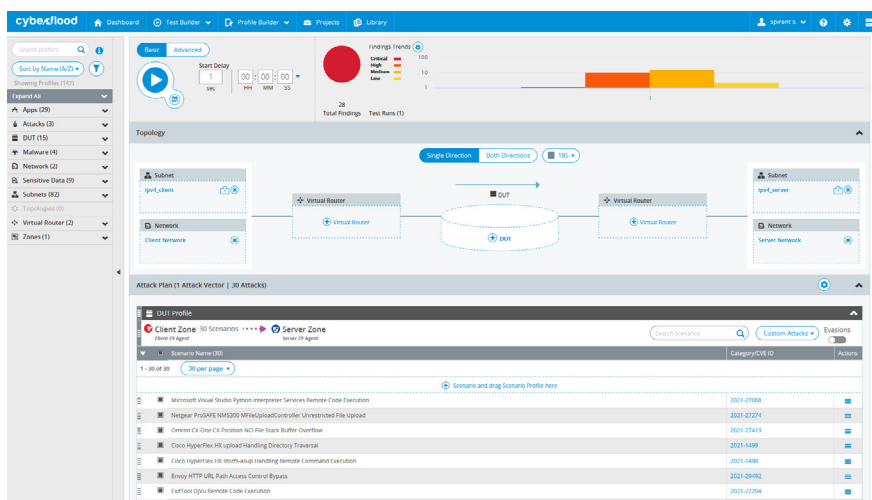 cyberflood Dashboard Test Builder Profile Builder Projects Library spirent s.
Search profiles
Sort by Name (A/Z)
Showing Profiles (147)
Expand All
Apps (29)
Attacks (3)
DUT (15)
Malware (4)
Network (2)
Sensitive Data (9)
Subnets (82)
Topologies (0)
Virtual Router (2)
Zones (1)
Basic Advanced
Start Delay
1 00 : 00 : 00
sec HH MM SS
28
Total Findings Test Runs (1)
Findings Trends
Critical
High
Medium
Low
100
10
1
Topology
Single Direction Both Directions 185
Subnet
ipv4_client
Network
Client Network
Virtual Router
Virtual Router
DUT
DUT
Virtual Router
Virtual Router
Subnet
ipv4_server
Network
Server Network
Attack Plan (1 Attack Vector | 30 Attacks)
DUT Profile
Client Zone: 30 Scenarios Server Zone
Client CF Agent Server CF Agent
Search Scenarios Custom Attacks Evasions
Scenario Name (30) Category/CVE ID Actions
1 - 30 of 30 30 per page
Scenario and drag Scenario Profile here
Microsoft Visual Studio Python Interpreter Services Remote Code Execution 2021-27068
Netgear ProSAFE NMS300 MFileUploadController Unrestricted File Upload 2021-27274
Omron CX-One CX-Position NCI File Stack Buffer Overflow 2021-27413
Cisco HyperFlex HX upload Handling Directory Traversal 2021-1499
Cisco HyperFlex HX storfs-asup Handling Remote Command Execution 2021-1498
Envoy HTTP URL Path Access Control Bypass 2021-29492
ExifTool DjVu Remote Code Execution 2021-22204